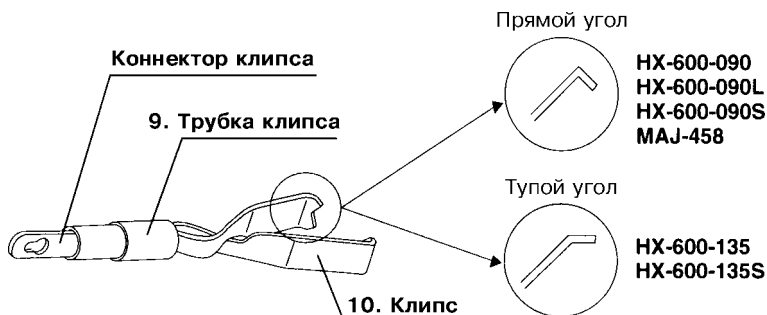 Прямой угол
Коннектор клипса
HX-600-090
HX-600-090L
HX-600-090S
MAJ-458
9. Трубка клипса
Тупой угол
HX-600-135
HX-600-135S
10. Клипс